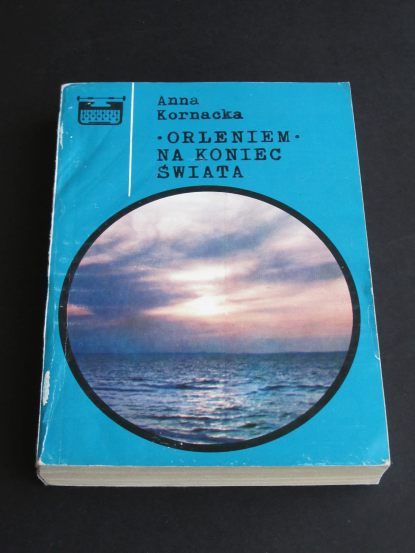 Anna
Kornacka
·ORLENIEM·
NA KONIEC
ŚWIATA